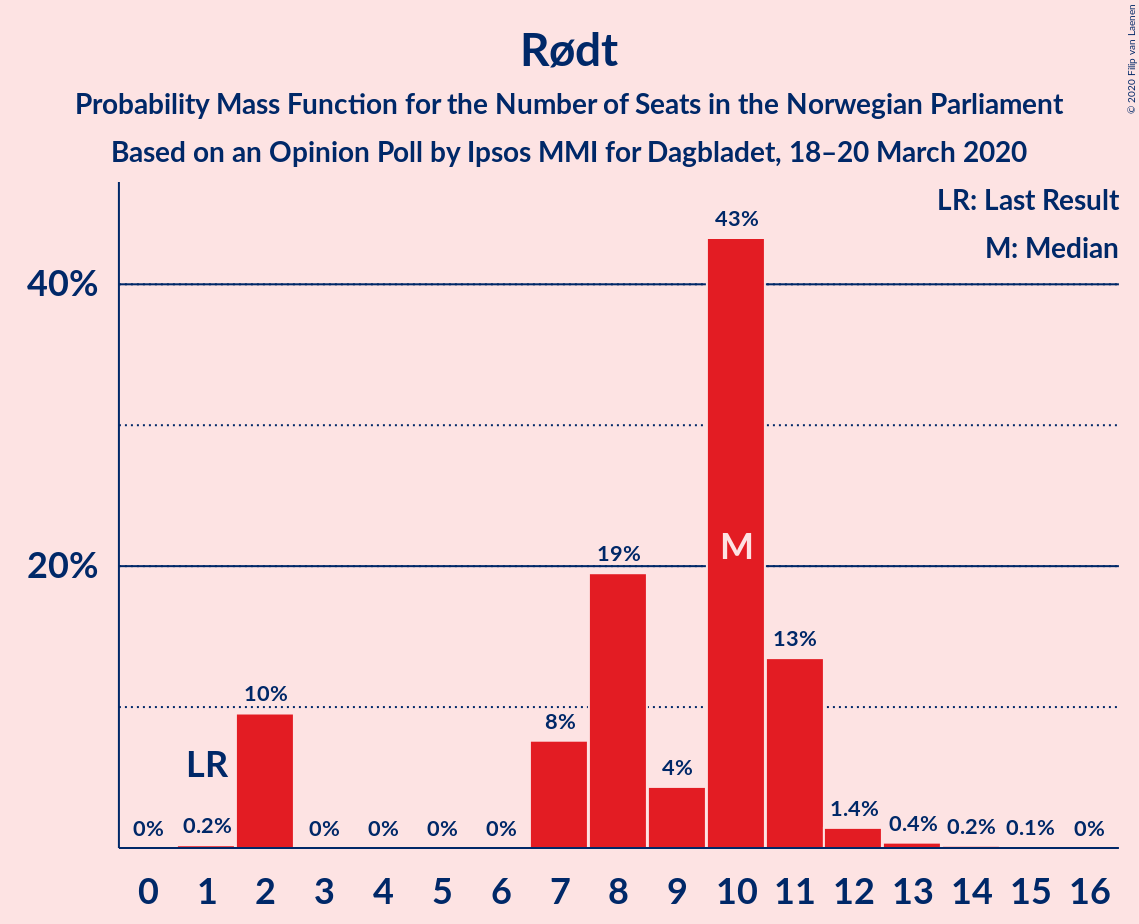 Rødt
Probability Mass Function for the Number of Seats in the Norwegian Parliament
Based on an Opinion Poll by Ipsos MMI for Dagbladet, 18–20 March 2020
© 2020 Filip van Laenen
LR: Last Result
M: Median
40%
20%
0%
0.2%
LR
10%
0%
0%
0%
0%
8%
19%
4%
43%
M
13%
1.4%
0.4%
0.2%
0.1%
0%
0 1 2 3 4 5 6 7 8 9 10 11 12 13 14 15 16